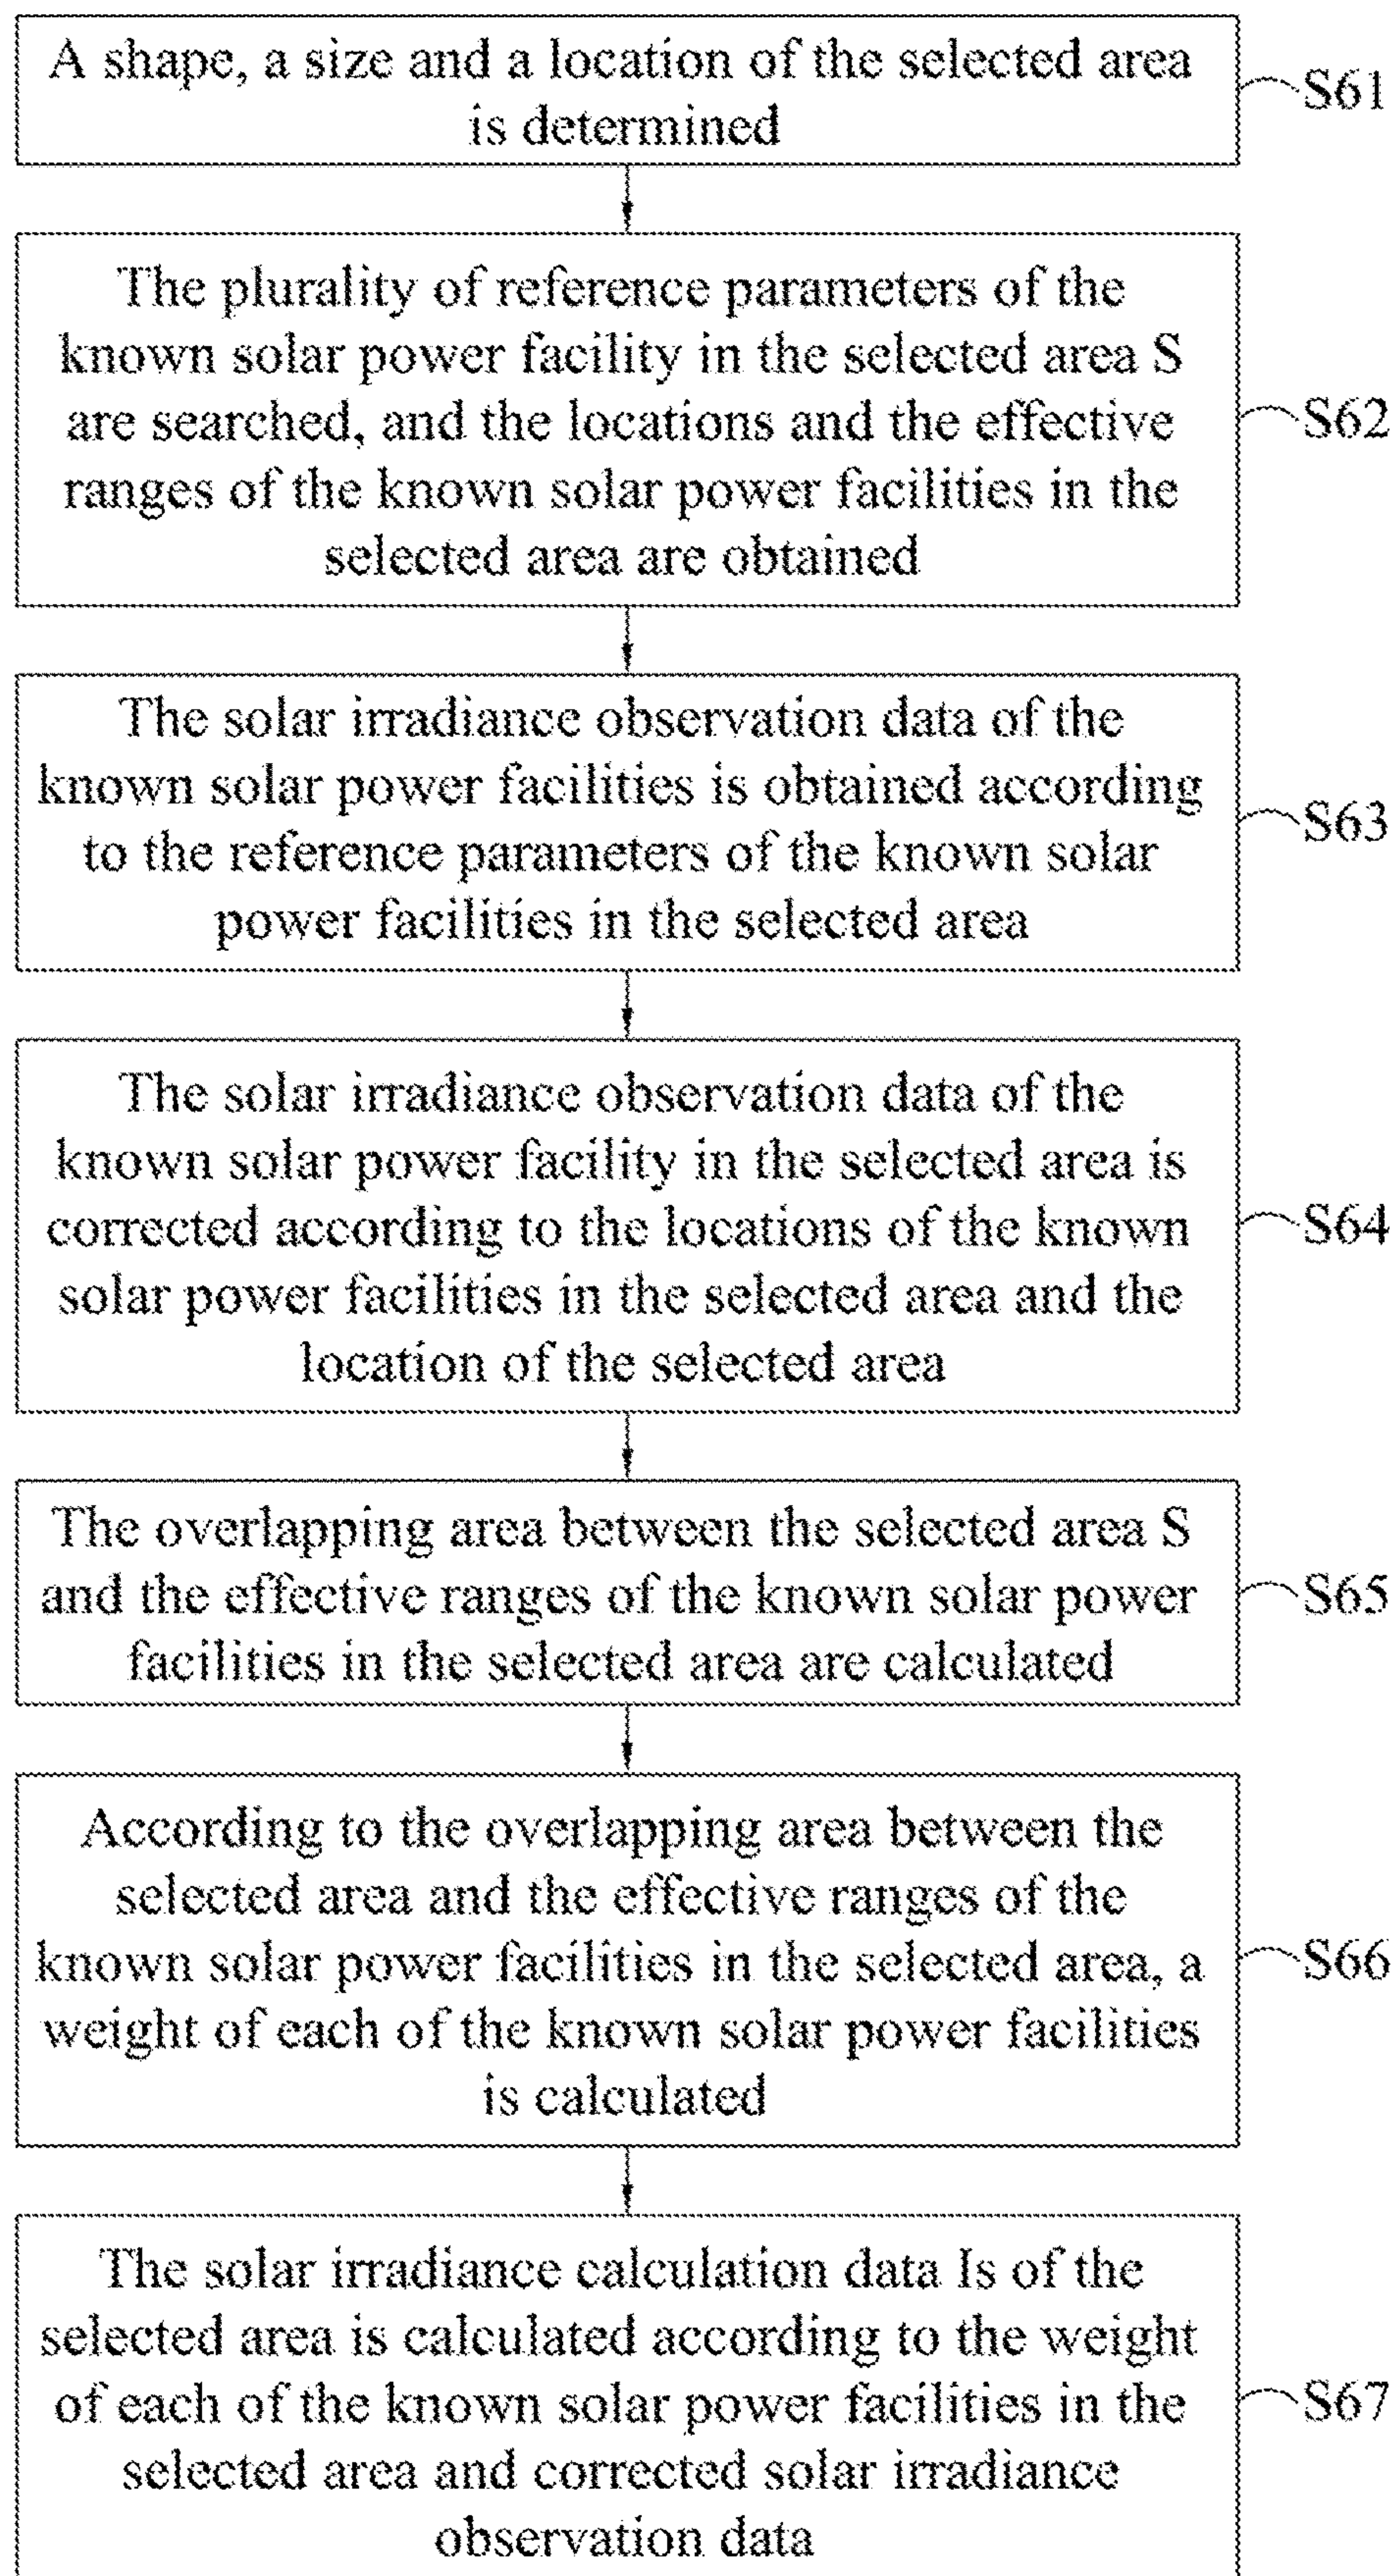 A shape, a size and a location of the selected area
is determined
S61
The plurality of reference parameters of the
known solar power facility in the selected area S
are searched, and the locations and the effective
ranges of the known solar power facilities in the
selected area are obtained
S62
The solar irradiance observation data of the
known solar power facilities is obtained according
to the reference parameters of the known solar
power facilities in the selected area
S63
The solar irradiance observation data of the
known solar power facility in the selected area is
corrected according to the locations of the known
solar power facilities in the selected area and the
location of the selected area
S64
The overlapping area between the selected area S
and the effective ranges of the known solar power
facilities in the selected area are calculated
S65
According to the overlapping area between the
selected area and the effective ranges of the
known solar power facilities in the selected area, a
weight of each of the known solar power facilities
is calculated
S66
The solar irradiance calculation data Is of the
selected area is calculated according to the weight
of each of the known solar power facilities in the
selected area and corrected solar irradiance
observation data
S67